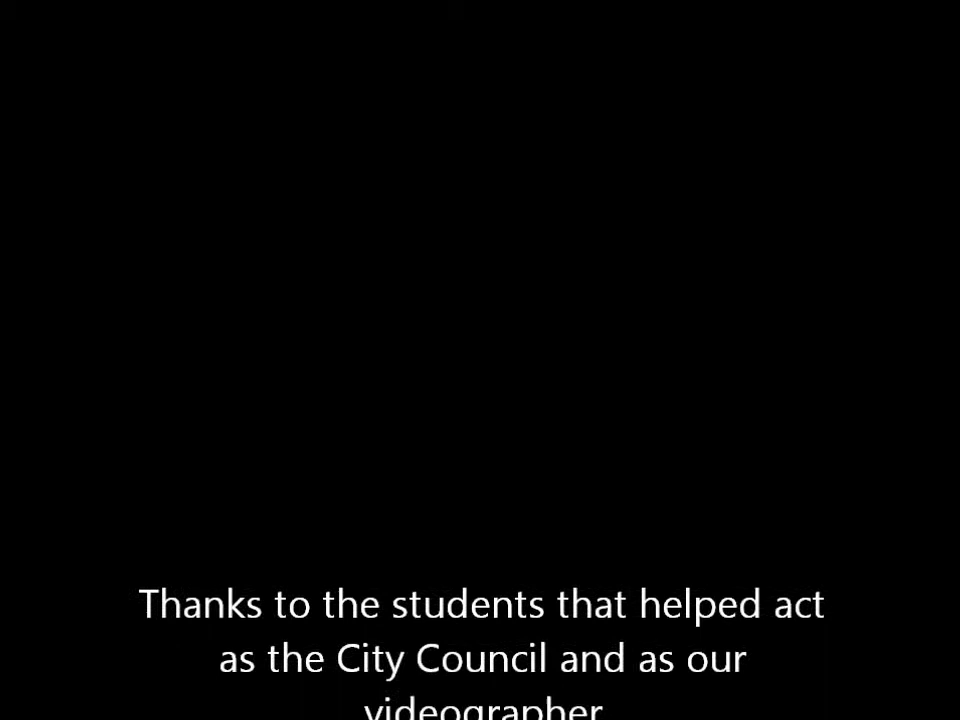 Thanks to the students that helped act
as the City Council and as our
videographer